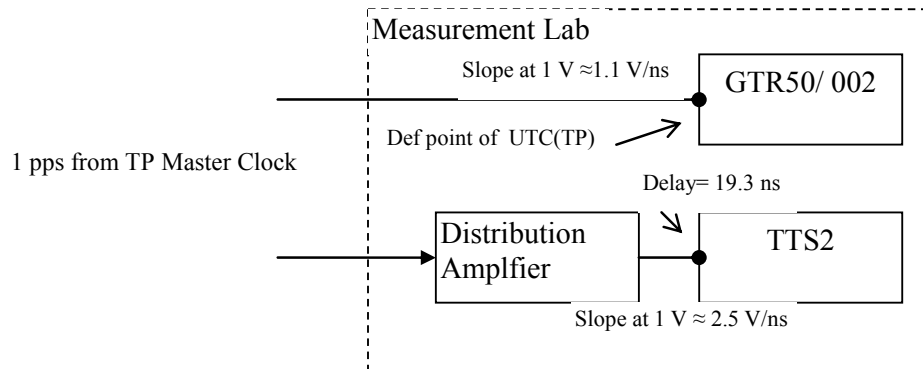 Measurement Lab
Slope at 1 V ≈1.1 V/ns
GTR50/ 002
Def point of UTC(TP)
1 pps from TP Master Clock
Delay= 19.3 ns
Distribution
Amplfier
TTS2
Slope at 1 V ≈ 2.5 V/ns